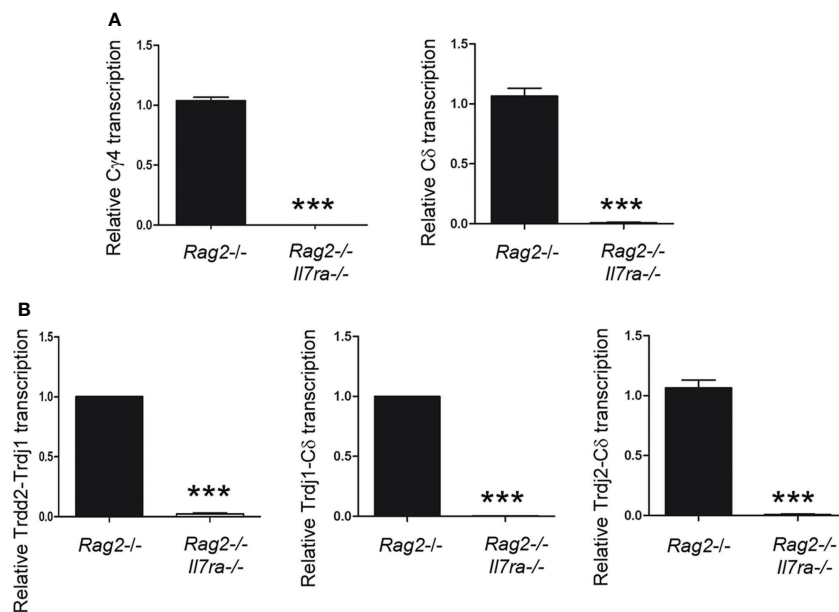 A
Relative Cγ4 transcription
1.5
1.0
0.5
0.0
***
Rag2-/-
Rag2-/-
Il7ra-/-
Relative Cδ transcription
1.5
1.0
0.5
0.0
***
Rag2-/-
Rag2-/-
Il7ra-/-
B
Relative Trdd2-Trdj1 transcription
1.5
1.0
0.5
0.0
***
Rag2-/-
Rag2-/-
Il7ra-/-
Relative Trdj1-Cδ transcription
1.5
1.0
0.5
0.0
***
Rag2-/-
Rag2-/-
Il7ra-/-
Relative Trdj2-Cδ transcription
1.5
1.0
0.5
0.0
***
Rag2-/-
Rag2-/-
Il7ra-/-